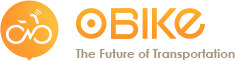 OBIKE
The Future of Transportation